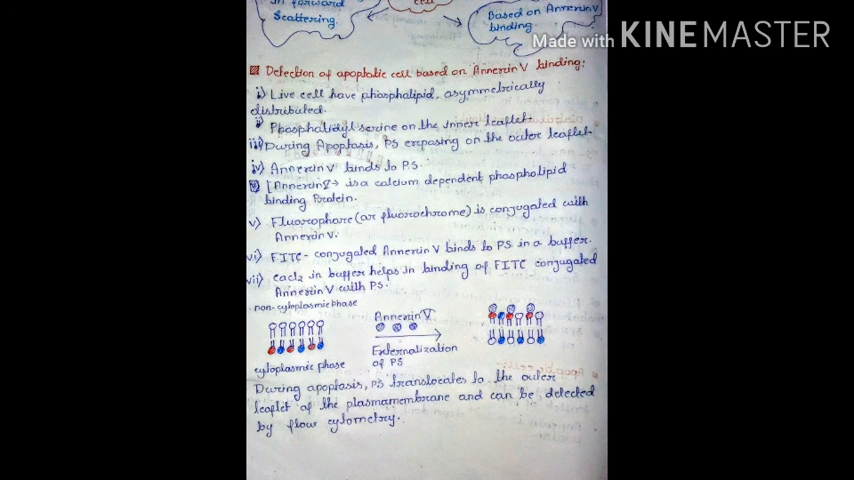 in forward
Scattering.
cell
Based on Annexin V
binding
Made with KINEMASTER
Detection of apoptotic cell based on Annexin V binding:
i) Live cell have phospholipid, asymmetrically
distributed.
ii) Phosphatidyl serine on the Inner leaflet.
iii) During Apoptosis, PS exposing on the outer leaflet.
iv) Annexin V binds to PS.
[Annexin V → is a calcium dependent phospholipid
binding Protein.
v) Fluorophore (or fluorochrome) is conjugated with
Annexin V.
vi) FITC - conjugated Annexin V binds to PS in a buffer.
vii) cacl2 in buffer helps in binding of FITC conjugated
Annexin V with PS.
non-cytoplasmic phase
Annexin V
Externalization
of PS
cytoplasmic phase
During apoptosis, PS translocates to the outer
leaflet of the plasmamembrane and can be detected
by flow cytometry.